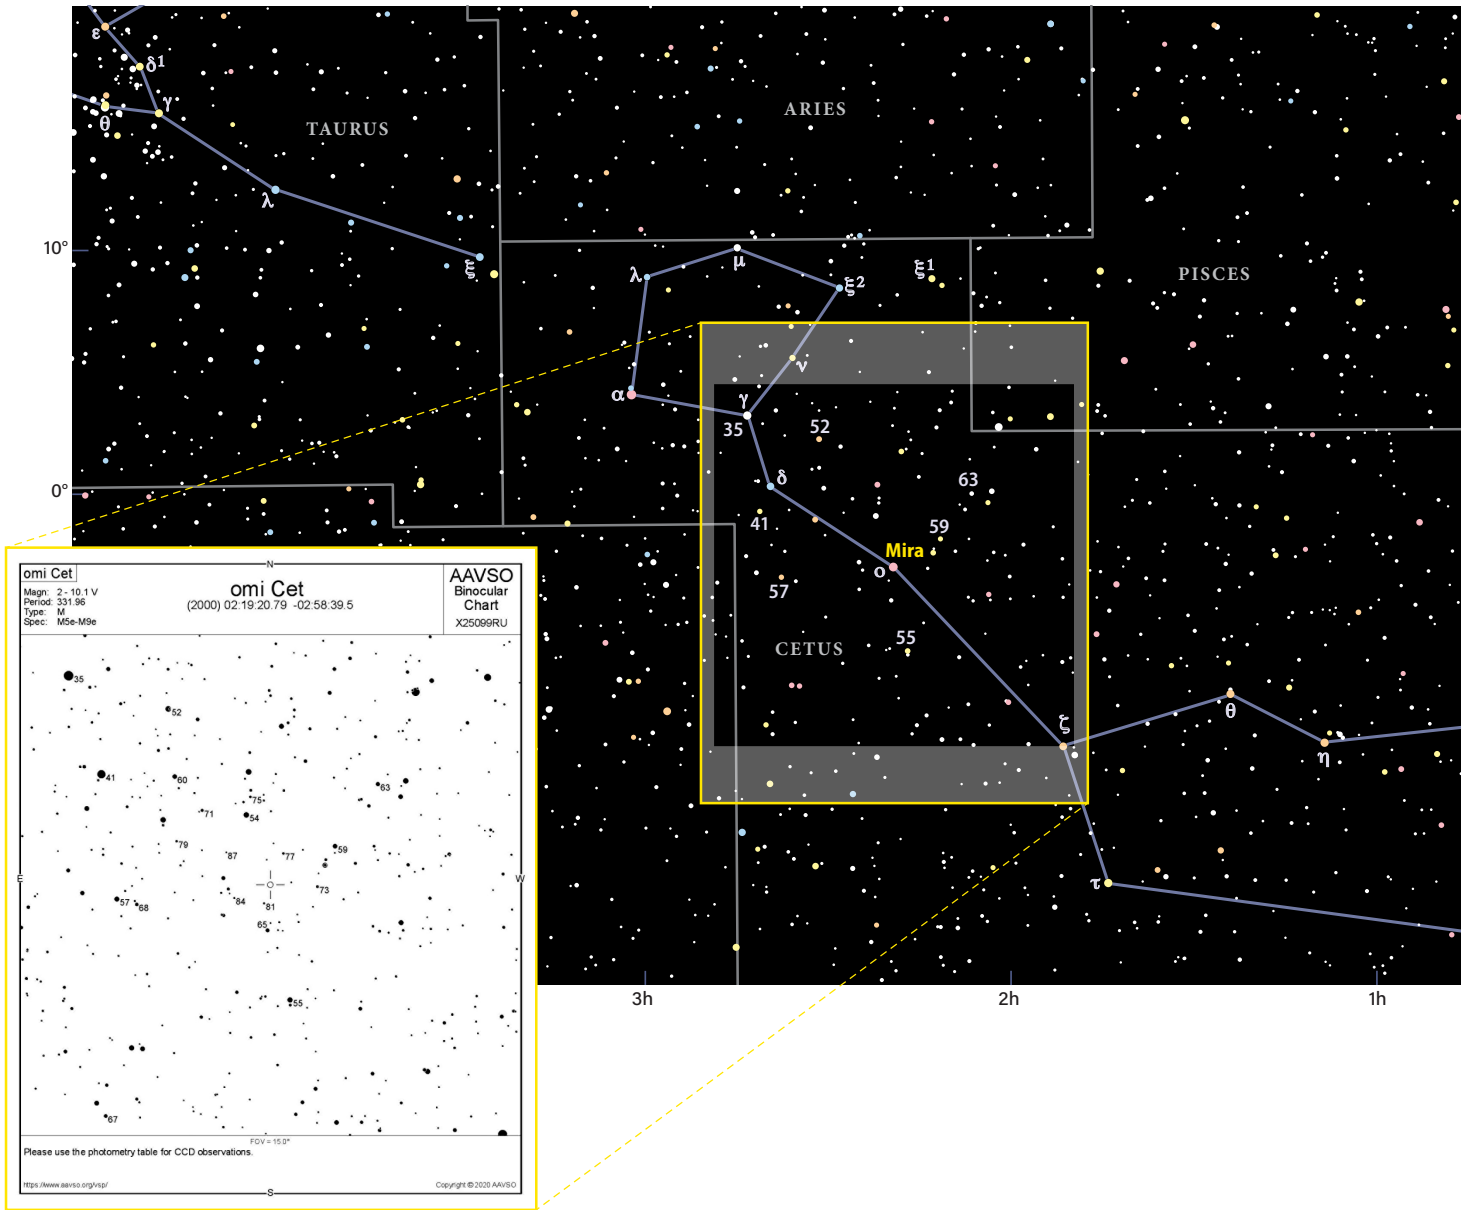 ε
δ1
γ
θ
TAURUS
ARIES
λ
10°
ξ
λ
μ
ξ2
ξ1
PISCES
ν
α
γ
35
52
0°
δ
63
41
59
Mira
ο
57
55
CETUS
ζ
θ
η
τ
3h
2h
1h
N
omi Cet
Magn: 2 - 10.1 V
Period: 331.96
Type: M
Spec: M5e-M9e
omi Cet
(2000) 02:19:20.79 -02:58:39.5
AAVSO
Binocular
Chart
X25099RU
35
52
41
60
63
75
71
54
79
87
77
59
E
W
73
57
68
84
81
65
55
67
FOV = 15.0°
Please use the photometry table for CCD observations.
https://www.aavso.org/vsp/
Copyright © 2020 AAVSO
S